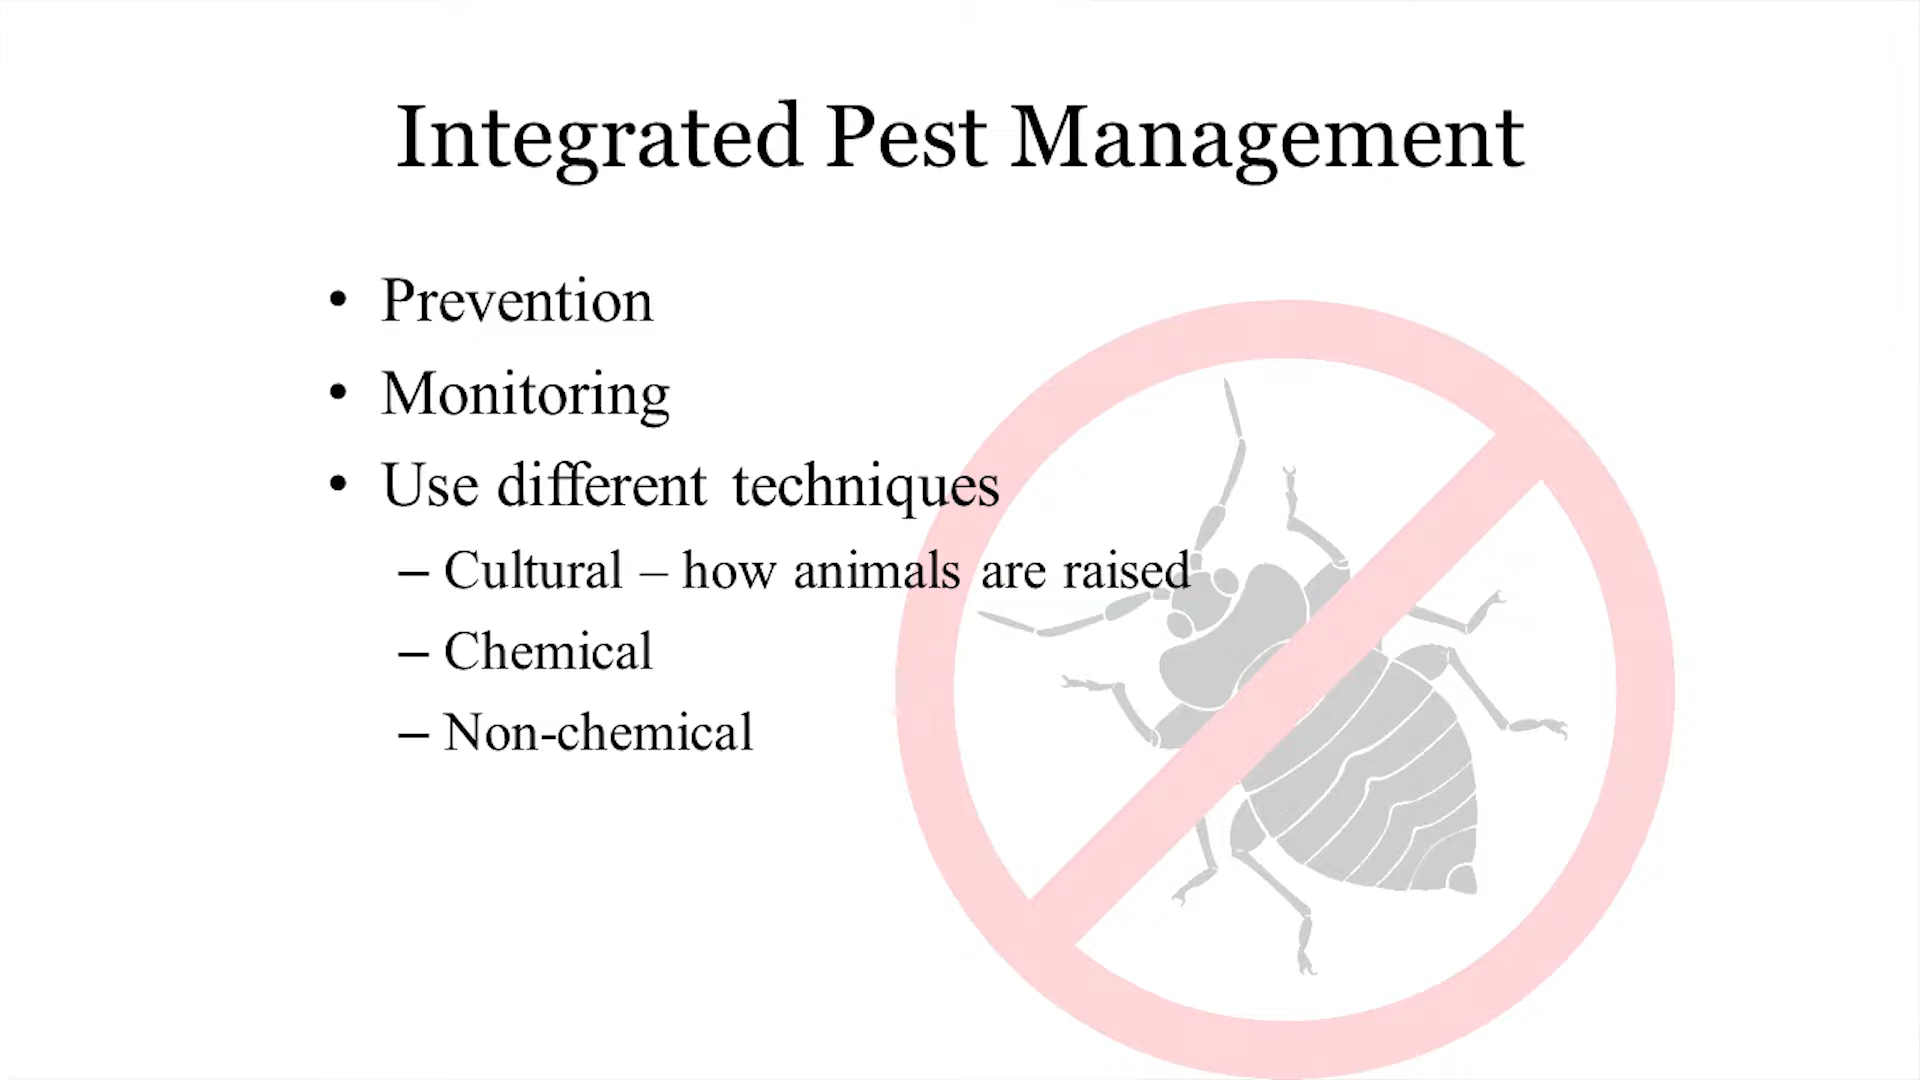 Integrated Pest Management
• Prevention
• Monitoring
• Use different techniques
– Cultural – how animals are raised
– Chemical
– Non-chemical